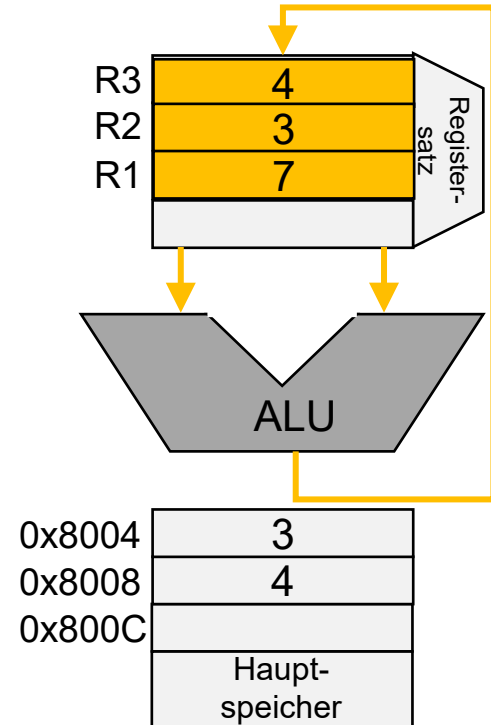 R3 4
R2 3
R1 7
Register-
satz
ALU
0x8004 3
0x8008 4
0x800C
Haupt-
speicher